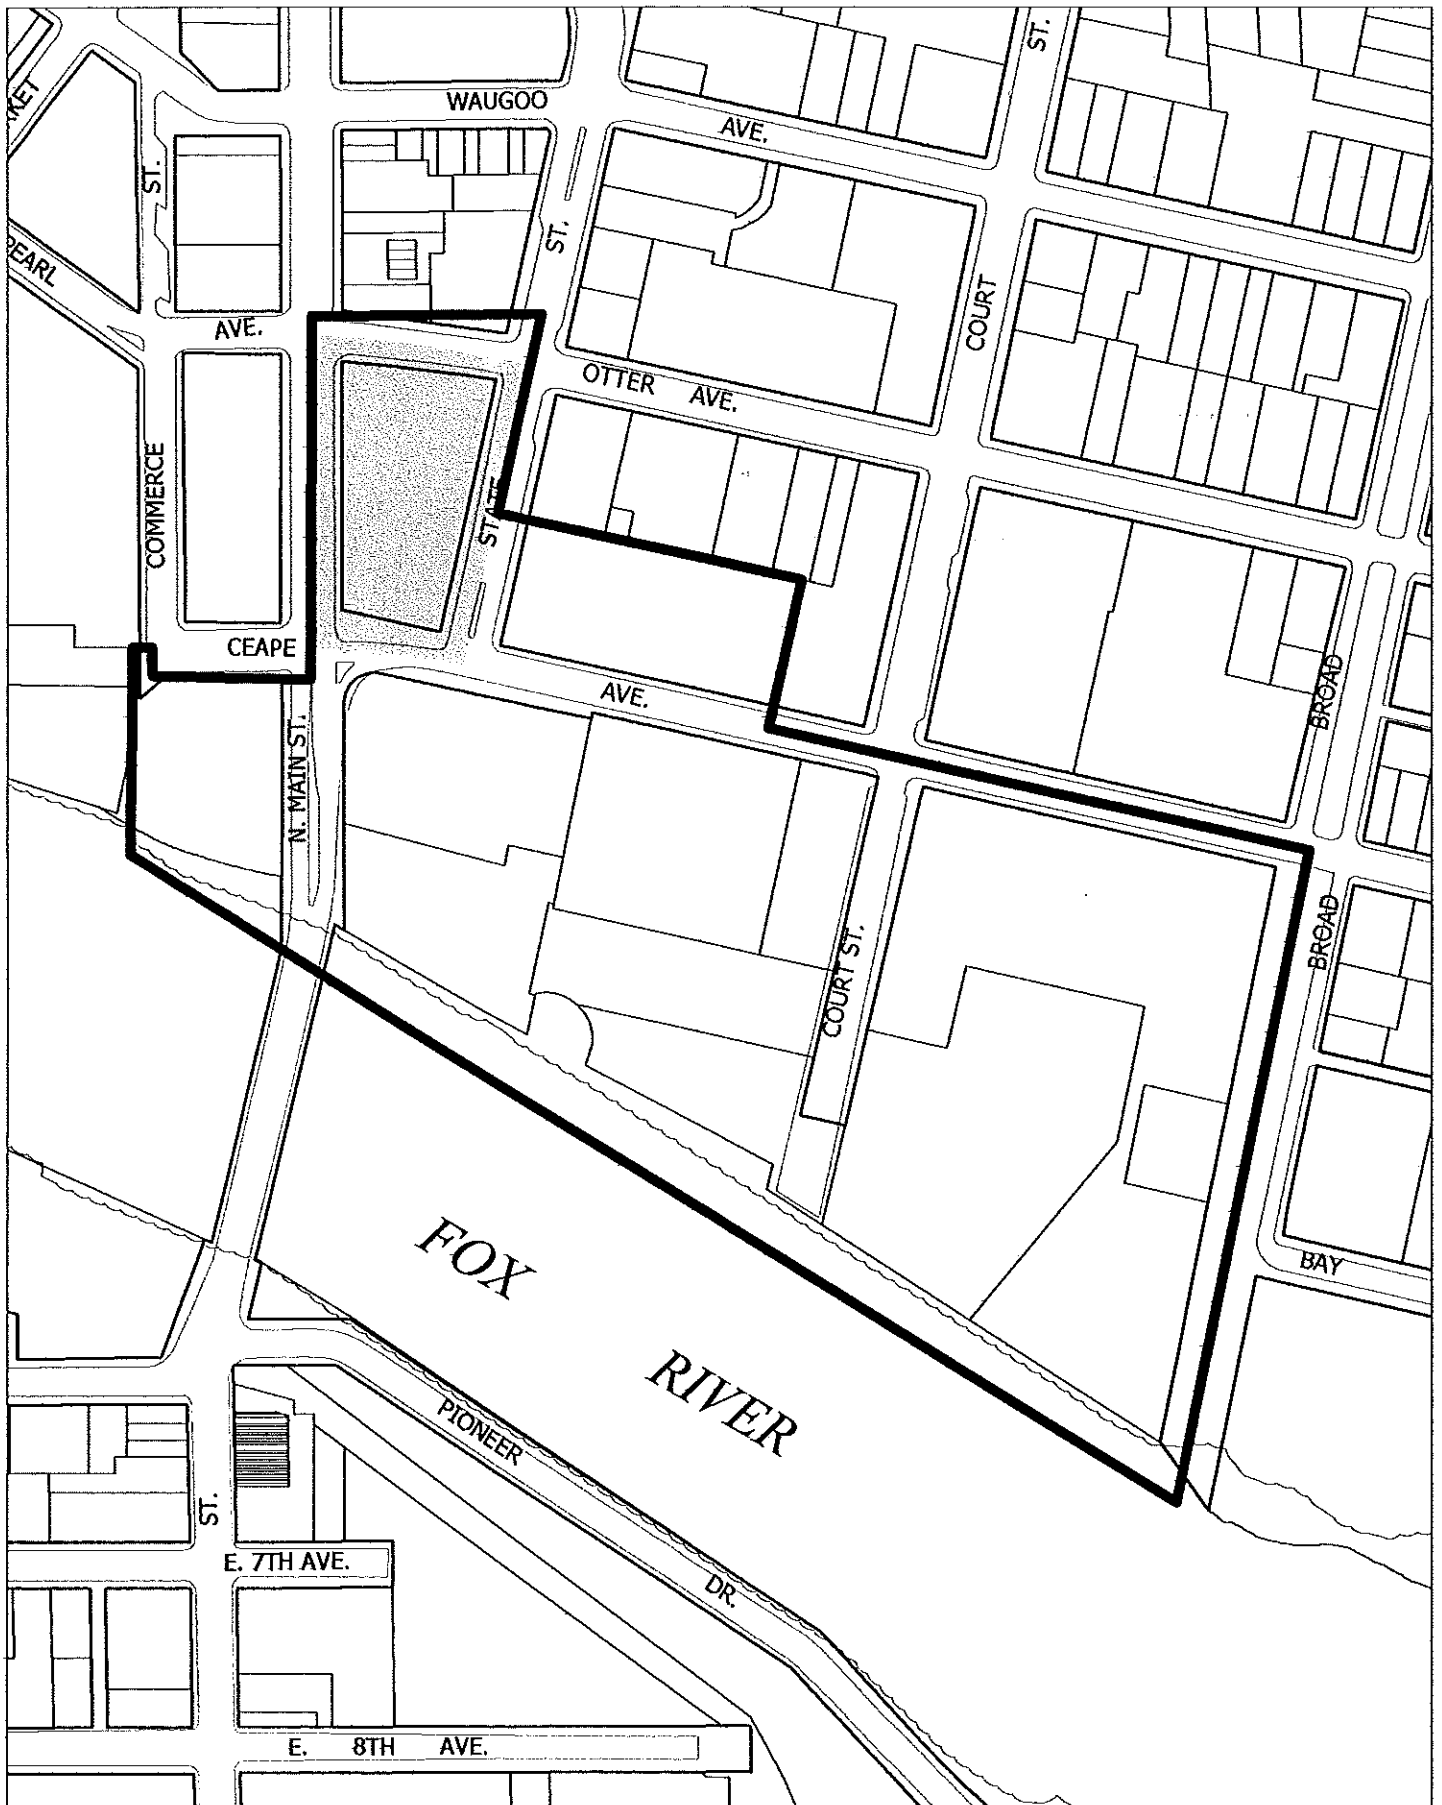 ST.
WAUGOO
AVE.
ST.
ST.
PEARL
AVE.
COURT
OTTER AVE.
COMMERCE
STATE
CEAPE
AVE.
BROAD
N. MAIN ST.
BROAD
COURT ST.
FOX
RIVER
BAY
PIONEER
DR.
ST.
E. 7TH AVE.
E. 8TH AVE.